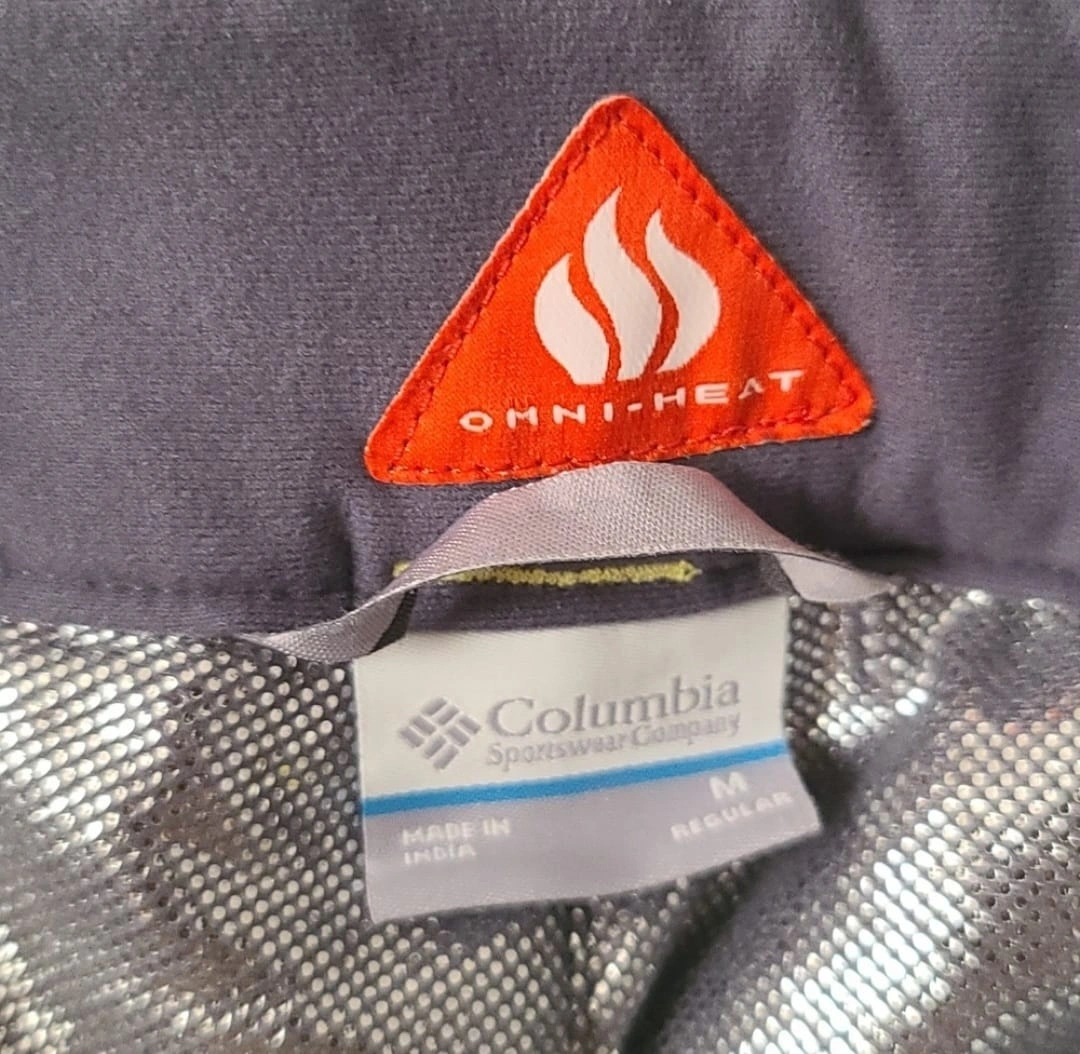 OMNI-HEAT
Columbia
Sportswear Company
M
REGULAR
MADE IN
INDIA